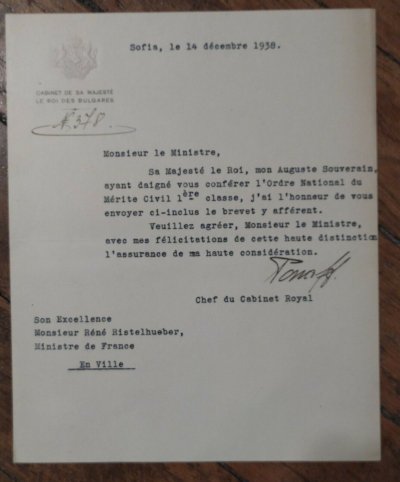 Sofia, le 14 décembre 1938.
CABINET DE SA MAJESTÉ
LE ROI DES BULGARES
N. 378.
Monsieur le Ministre,
Sa Majesté le Roi, mon Auguste Souverain,
ayant daigné vous conférer l'Ordre National du
Mérite Civil 1ère classe, j'ai l'honneur de vous
envoyer ci-inclus le brevet y afférent.
Veuillez agréer, Monsieur le Ministre,
avec mes félicitations de cette haute distinction
l'assurance de ma haute considération.
Chef du Cabinet Royal
Son Excellence
Monsieur Réné Ristelhueber,
Ministre de France
En Ville